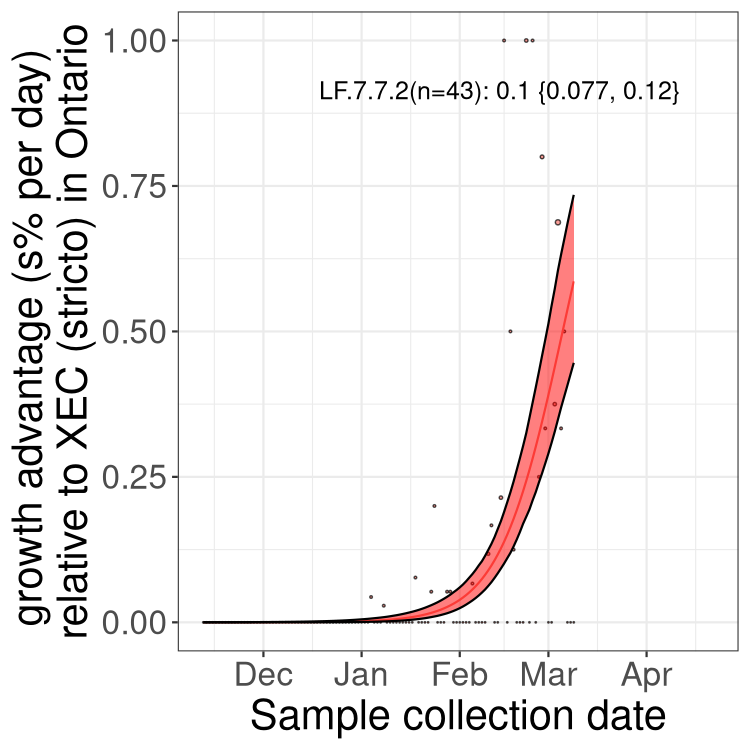 growth advantage (s% per day)
relative to XEC (stricto) in Ontario
1.00
0.75
0.50
0.25
0.00
LF.7.7.2(n=43): 0.1 {0.077, 0.12}
Dec Jan Feb Mar Apr
Sample collection date